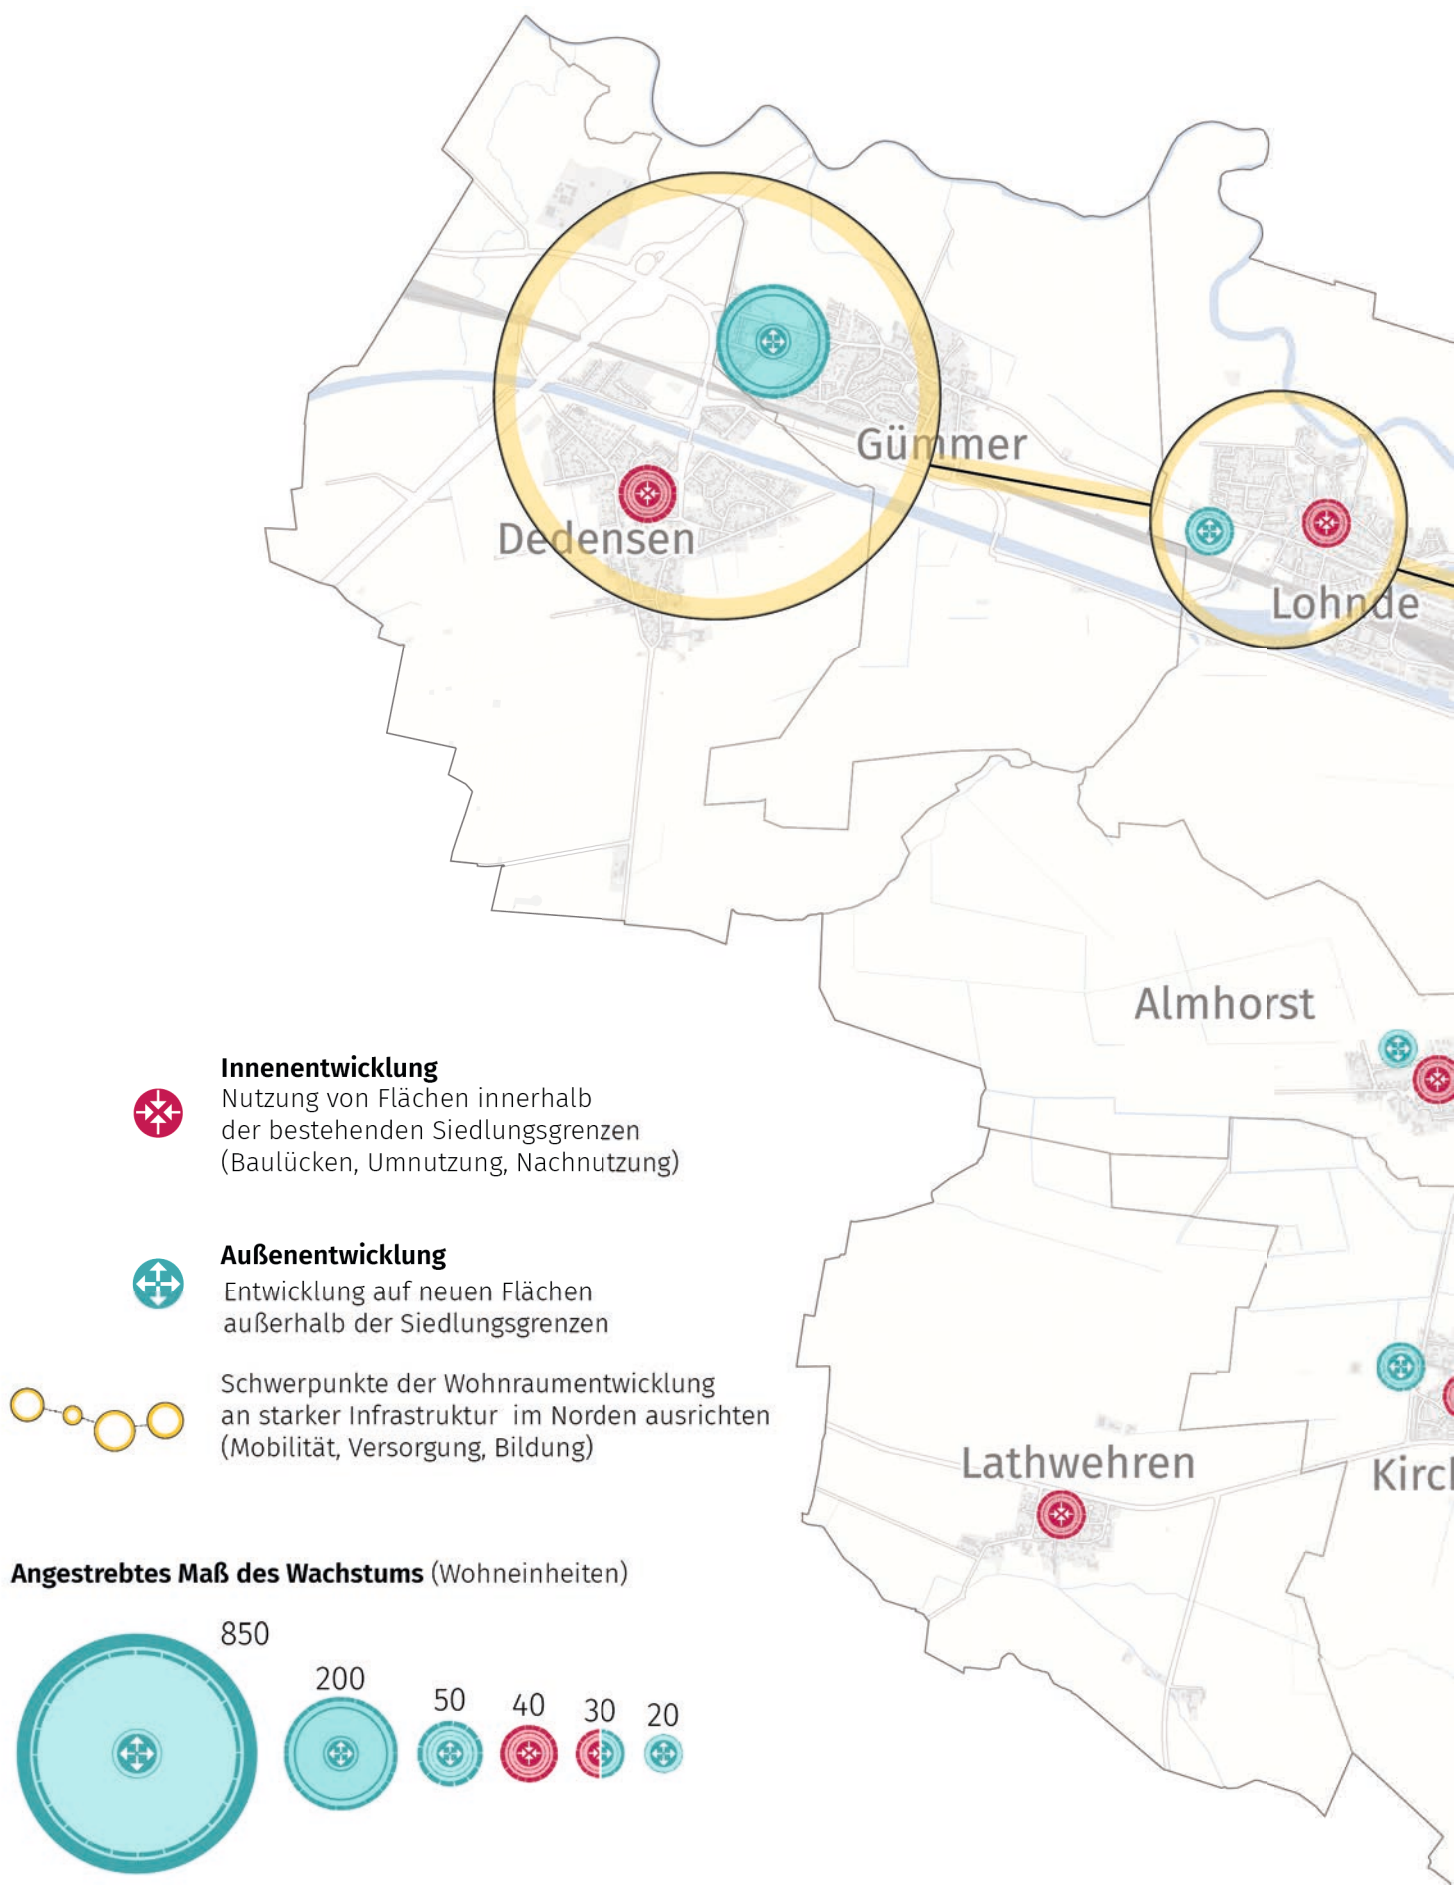 Gümmer
Dedensen
Lohnde
Almhorst
Innenentwicklung
Nutzung von Flächen innerhalb
der bestehenden Siedlungsgrenzen
(Baulücken, Umnutzung, Nachnutzung)
Außenentwicklung
Entwicklung auf neuen Flächen
außerhalb der Siedlungsgrenzen
Schwerpunkte der Wohnraumentwicklung
an starker Infrastruktur im Norden ausrichten
(Mobilität, Versorgung, Bildung)
Lathwehren
Kirch
Angestrebtes Maß des Wachstums (Wohneinheiten)
850
200
50
40
30
20